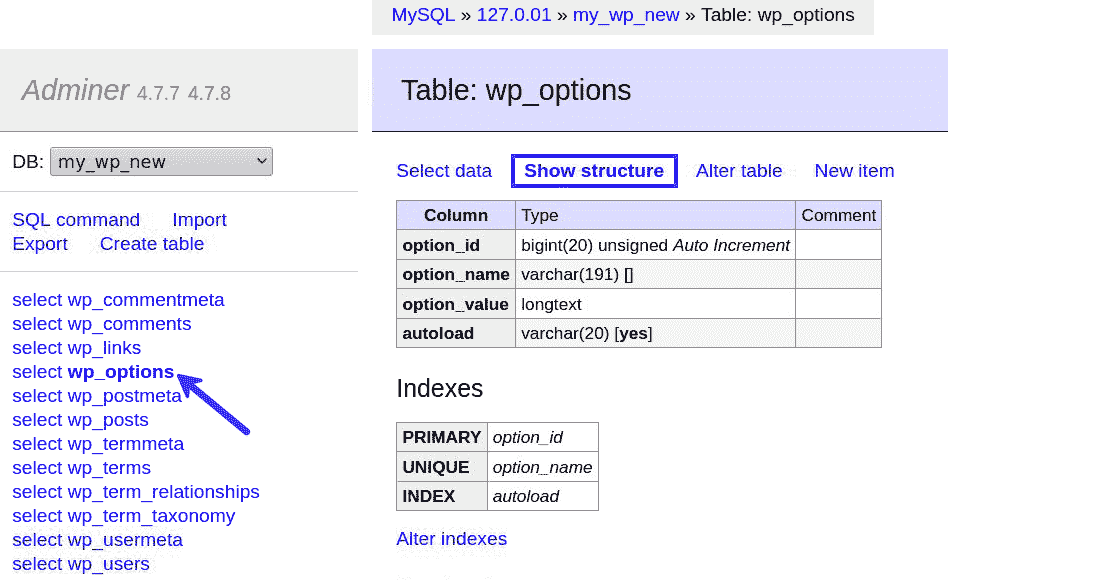 MySQL » 127.0.01 » my_wp_new » Table: wp_options
Adminer 4.7.7 4.7.8
Table: wp_options
DB: my_wp_new
SQL command Import
Export Create table
select wp_commentmeta
select wp_comments
select wp_links
select wp_options
select wp_postmeta
select wp_posts
select wp_termmeta
select wp_terms
select wp_term_relationships
select wp_term_taxonomy
select wp_usermeta
select wp_users
Select data Show structure Alter table New item
Column Type Comment
option_id bigint(20) unsigned Auto Increment
option_name varchar(191) []
option_value longtext
autoload varchar(20) [yes]
Indexes
PRIMARY option_id
UNIQUE option_name
INDEX autoload
Alter indexes